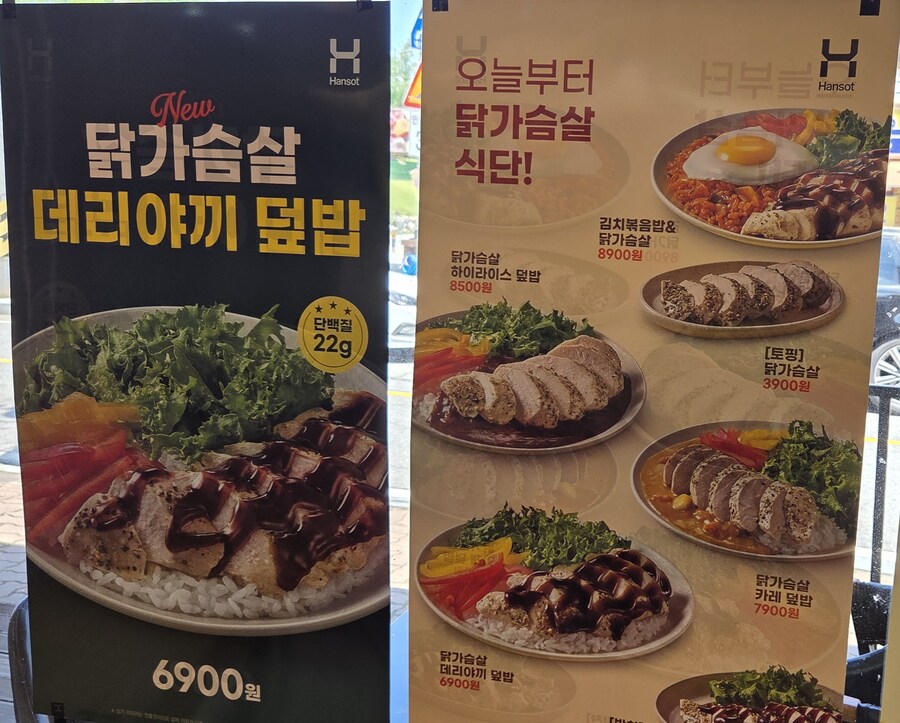 Hansot
New
닭가슴살
데리야끼 덮밥
단백질
22g
6900원
Hansot
오늘부터
닭가슴살
식단!
김치볶음밥&
닭가슴살
8900원
닭가슴살
하이라이스 덮밥
8500원
[토핑]
닭가슴살
3900원
닭가슴살
카레 덮밥
7900원
닭가슴살
데리야끼 덮밥
6900원